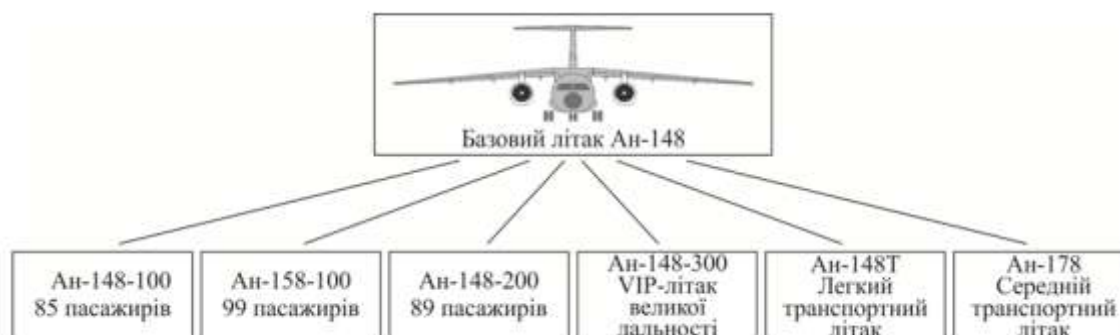 Базовий літак Ан-148
Ан-148-100
85 пасажирів
Ан-158-100
99 пасажирів
Ан-148-200
89 пасажирів
Ан-148-300
VIP-літак
великої
дальності
Ан-148Т
Легкий
транспортний
літак
Ан-178
Середній
транспортний
літак